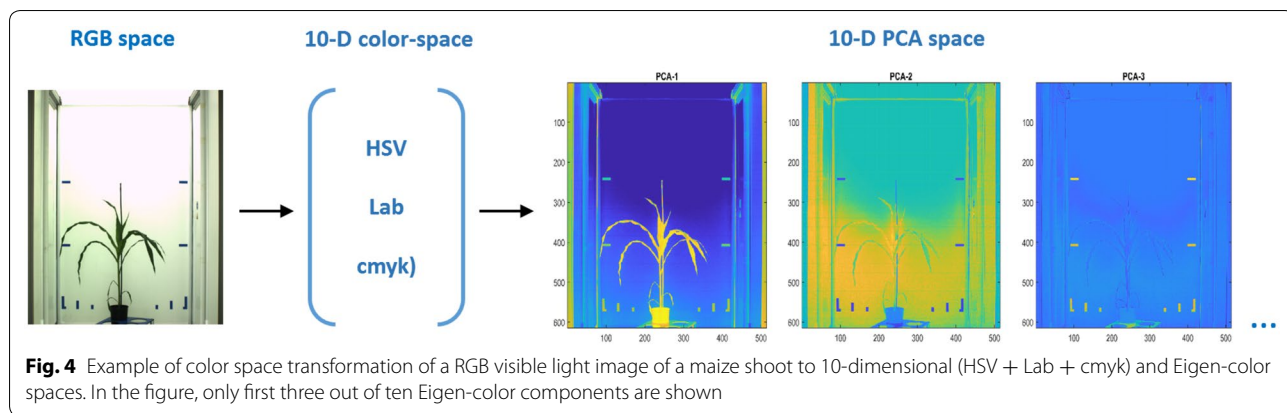 RGB space
10-D color-space
10-D PCA space
HSV
Lab
cmyk)
PCA-1
100
200
300
400
500
600
100 200 300 400 500
PCA-2
100
200
300
400
500
600
100 200 300 400 500
PCA-3
100
200
300
400
500
600
100 200 300 400 500
...
Fig. 4 Example of color space transformation of a RGB visible light image of a maize shoot to 10-dimensional (HSV + Lab + cmyk) and Eigen-color
spaces. In the figure, only first three out of ten Eigen-color components are shown